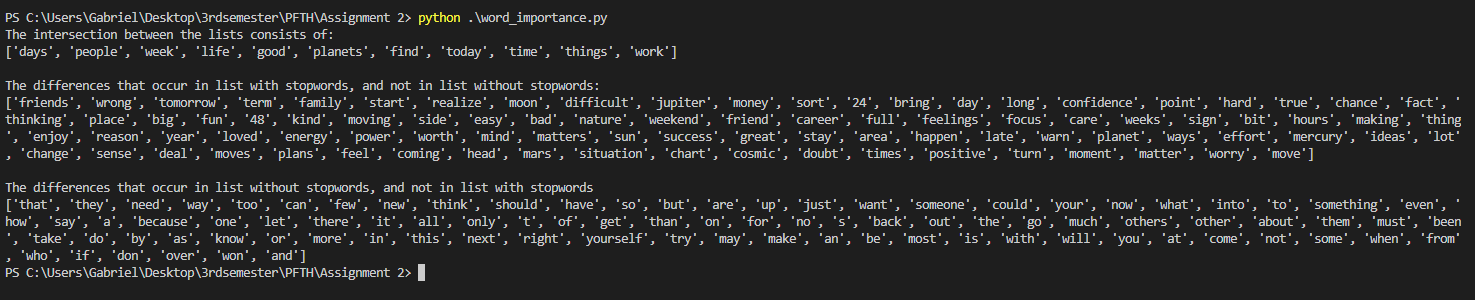 PS C:\Users\Gabriel\Desktop\3rdsemester\PFTH\Assignment 2> python .\word_importance.py
The intersection between the lists consists of:
['days', 'people', 'week', 'life', 'good', 'planets', 'find', 'today', 'time', 'things', 'work']

The differences that occur in list with stopwords, and not in list without stopwords:
['friends', 'wrong', 'tomorrow', 'term', 'family', 'start', 'realize', 'moon', 'difficult', 'jupiter', 'money', 'sort', '24', 'bring', 'day', 'long', 'confidence', 'point', 'hard', 'true', 'chance', 'fact', '
thinking', 'place', 'big', 'fun', '48', 'kind', 'moving', 'side', 'easy', 'bad', 'nature', 'weekend', 'friend', 'career', 'full', 'feelings', 'focus', 'care', 'weeks', 'sign', 'bit', 'hours', 'making', 'thing
', 'enjoy', 'reason', 'year', 'loved', 'energy', 'power', 'worth', 'mind', 'matters', 'sun', 'success', 'great', 'stay', 'area', 'happen', 'late', 'warn', 'planet', 'ways', 'effort', 'mercury', 'ideas', 'lot'
, 'change', 'sense', 'deal', 'moves', 'plans', 'feel', 'coming', 'head', 'mars', 'situation', 'chart', 'cosmic', 'doubt', 'times', 'positive', 'turn', 'moment', 'matter', 'worry', 'move']

The differences that occur in list without stopwords, and not in list with stopwords
['that', 'they', 'need', 'way', 'too', 'can', 'few', 'new', 'think', 'should', 'have', 'so', 'but', 'are', 'up', 'just', 'want', 'someone', 'could', 'your', 'now', 'what', 'into', 'to', 'something', 'even', '
how', 'say', 'a', 'because', 'one', 'let', 'there', 'it', 'all', 'only', 't', 'of', 'get', 'than', 'on', 'for', 'no', 's', 'back', 'out', 'the', 'go', 'much', 'others', 'other', 'about', 'them', 'must', 'been
', 'take', 'do', 'by', 'as', 'know', 'or', 'more', 'in', 'this', 'next', 'right', 'yourself', 'try', 'may', 'make', 'an', 'be', 'most', 'is', 'with', 'will', 'you', 'at', 'come', 'not', 'some', 'when', 'from'
, 'who', 'if', 'don', 'over', 'won', 'and']
PS C:\Users\Gabriel\Desktop\3rdsemester\PFTH\Assignment 2>